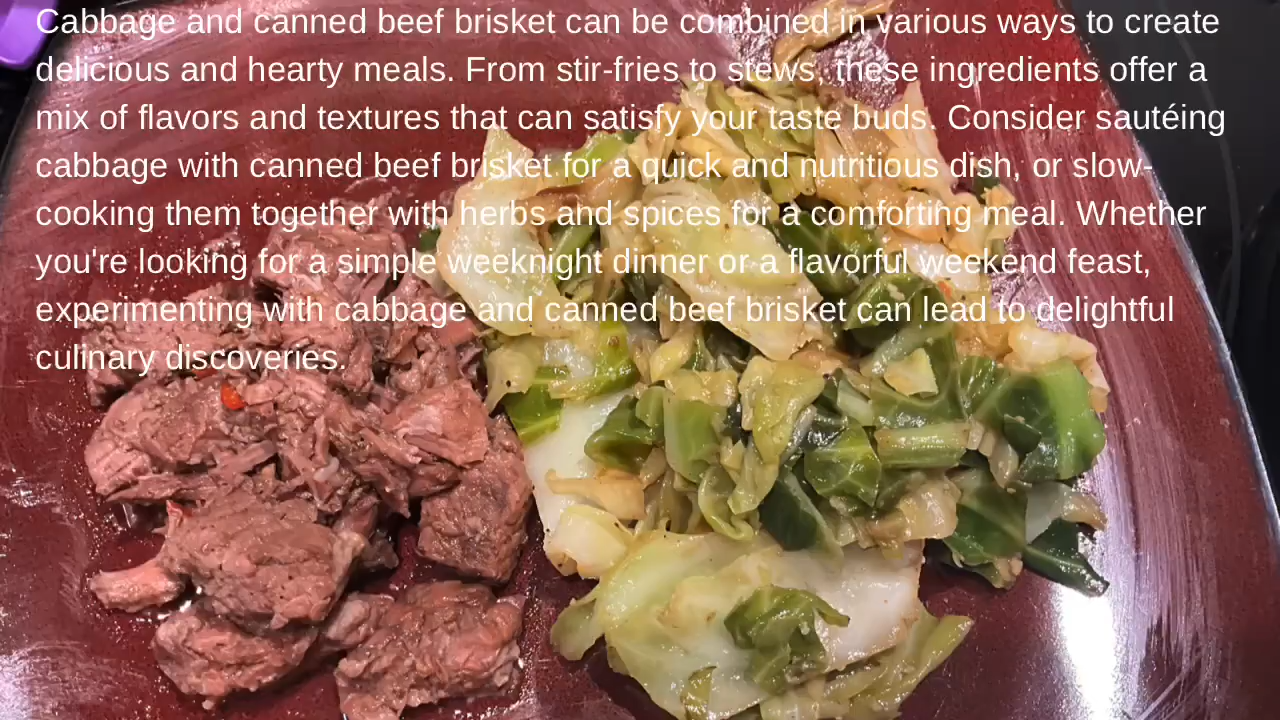 Cabbage and canned beef brisket can be combined in various ways to create
delicious and hearty meals. From stir-fries to stews, these ingredients offer a
mix of flavors and textures that can satisfy your taste buds. Consider sautéing
cabbage with canned beef brisket for a quick and nutritious dish, or slow-
cooking them together with herbs and spices for a comforting meal. Whether
you're looking for a simple weeknight dinner or a flavorful weekend feast,
experimenting with cabbage and canned beef brisket can lead to delightful
culinary discoveries.